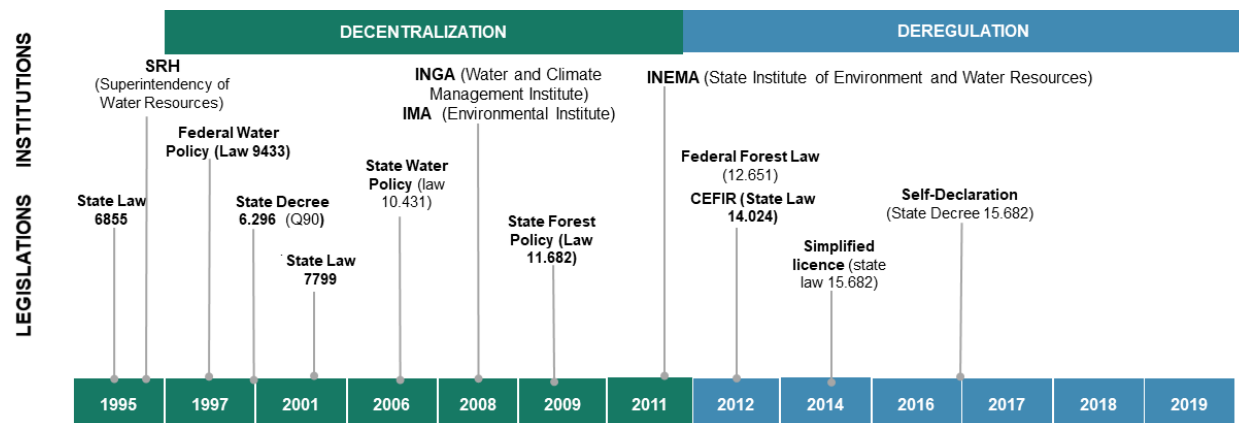 DECENTRALIZATION
DEREGULATION
INSTITUTIONS
LEGISLATIONS
SRH
(Superintendency of
Water Resources)
INGA (Water and Climate
Management Institute)
IMA (Environmental Institute)
INEMA (State Institute of Environment and Water Resources)
Federal Water
Policy (Law 9433)
State Law
6855
State Decree
6.296 (Q90)
State Law
7799
State Water
Policy (law
10.431)
State Forest
Policy (Law
11.682)
Federal Forest Law
(12.651)
CEFIR (State Law
14.024)
Simplified
licence (state
law 15.682)
Self-Declaration
(State Decree 15.682)
1995
1997
2001
2006
2008
2009
2011
2012
2014
2016
2017
2018
2019